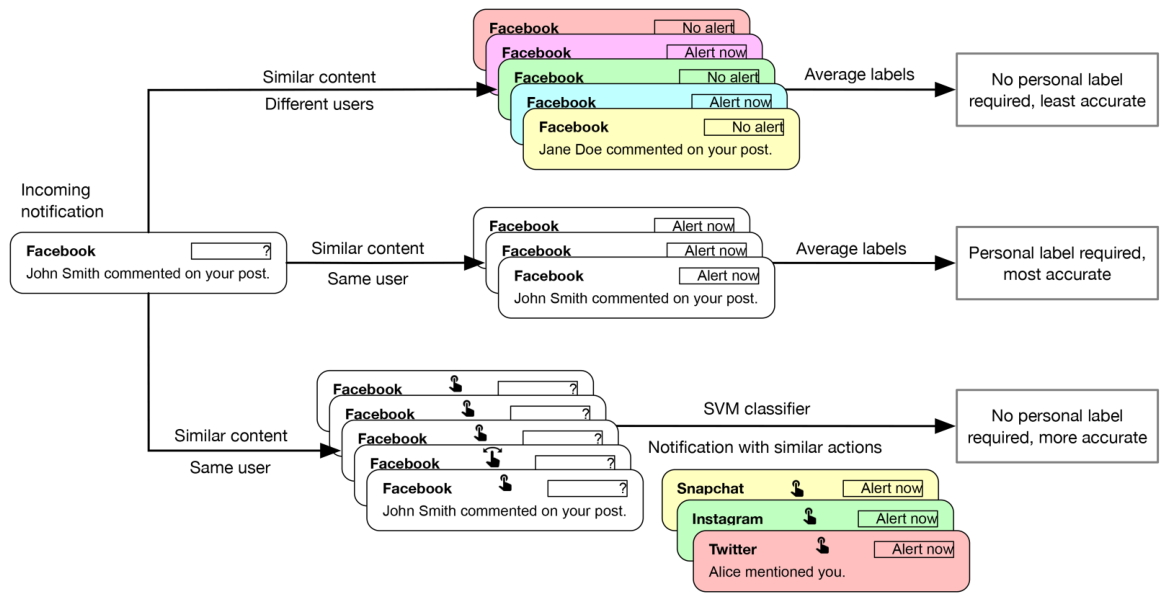 Incoming
notification
Facebook ?
John Smith commented on your post.
Similar content
Different users
Facebook No alert
Facebook Alert now
Facebook No alert
Facebook Alert now
Facebook No alert
Jane Doe commented on your post.
Average labels
No personal label
required, least accurate
Similar content
Same user
Facebook Alert now
Facebook Alert now
Facebook Alert now
John Smith commented on your post.
Average labels
Personal label required,
most accurate
Similar content
Same user
Facebook ?
Facebook ?
Facebook ?
Facebook ?
Facebook ?
John Smith commented on your post.
SVM classifier
Notification with similar actions
Snapchat Alert now
Instagram Alert now
Twitter Alert now
Alice mentioned you.
No personal label
required, more accurate